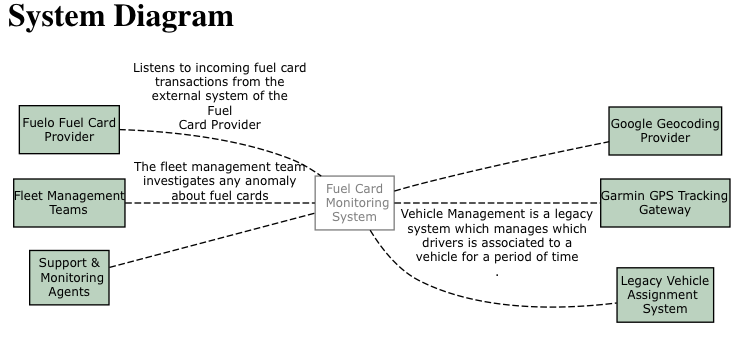 System Diagram
Listens to incoming fuel card
transactions from the
external system of the
Fuel
Card Provider
Fuelo Fuel Card
Provider
The fleet management team
investigates any anomaly
about fuel cards
Fleet Management
Teams
Support &
Monitoring
Agents
Fuel Card
Monitoring
System
Google Geocoding
Provider
Garmin GPS Tracking
Gateway
Vehicle Management is a legacy
system which manages which
drivers is associated to a
vehicle for a period of time
.
Legacy Vehicle
Assignment
System